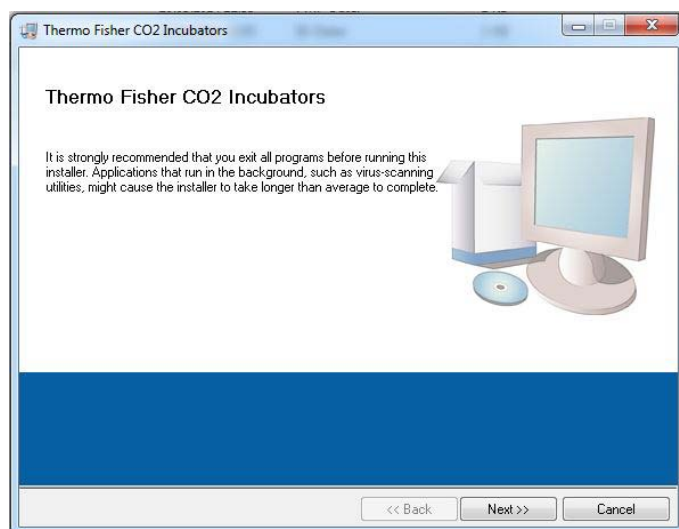 Thermo Fisher CO2 Incubators
Thermo Fisher CO2 Incubators
It is strongly recommended that you exit all programs before running this
installer. Applications that run in the background, such as virus-scanning
utilities, might cause the installer to take longer than average to complete.
<< Back Next >> Cancel